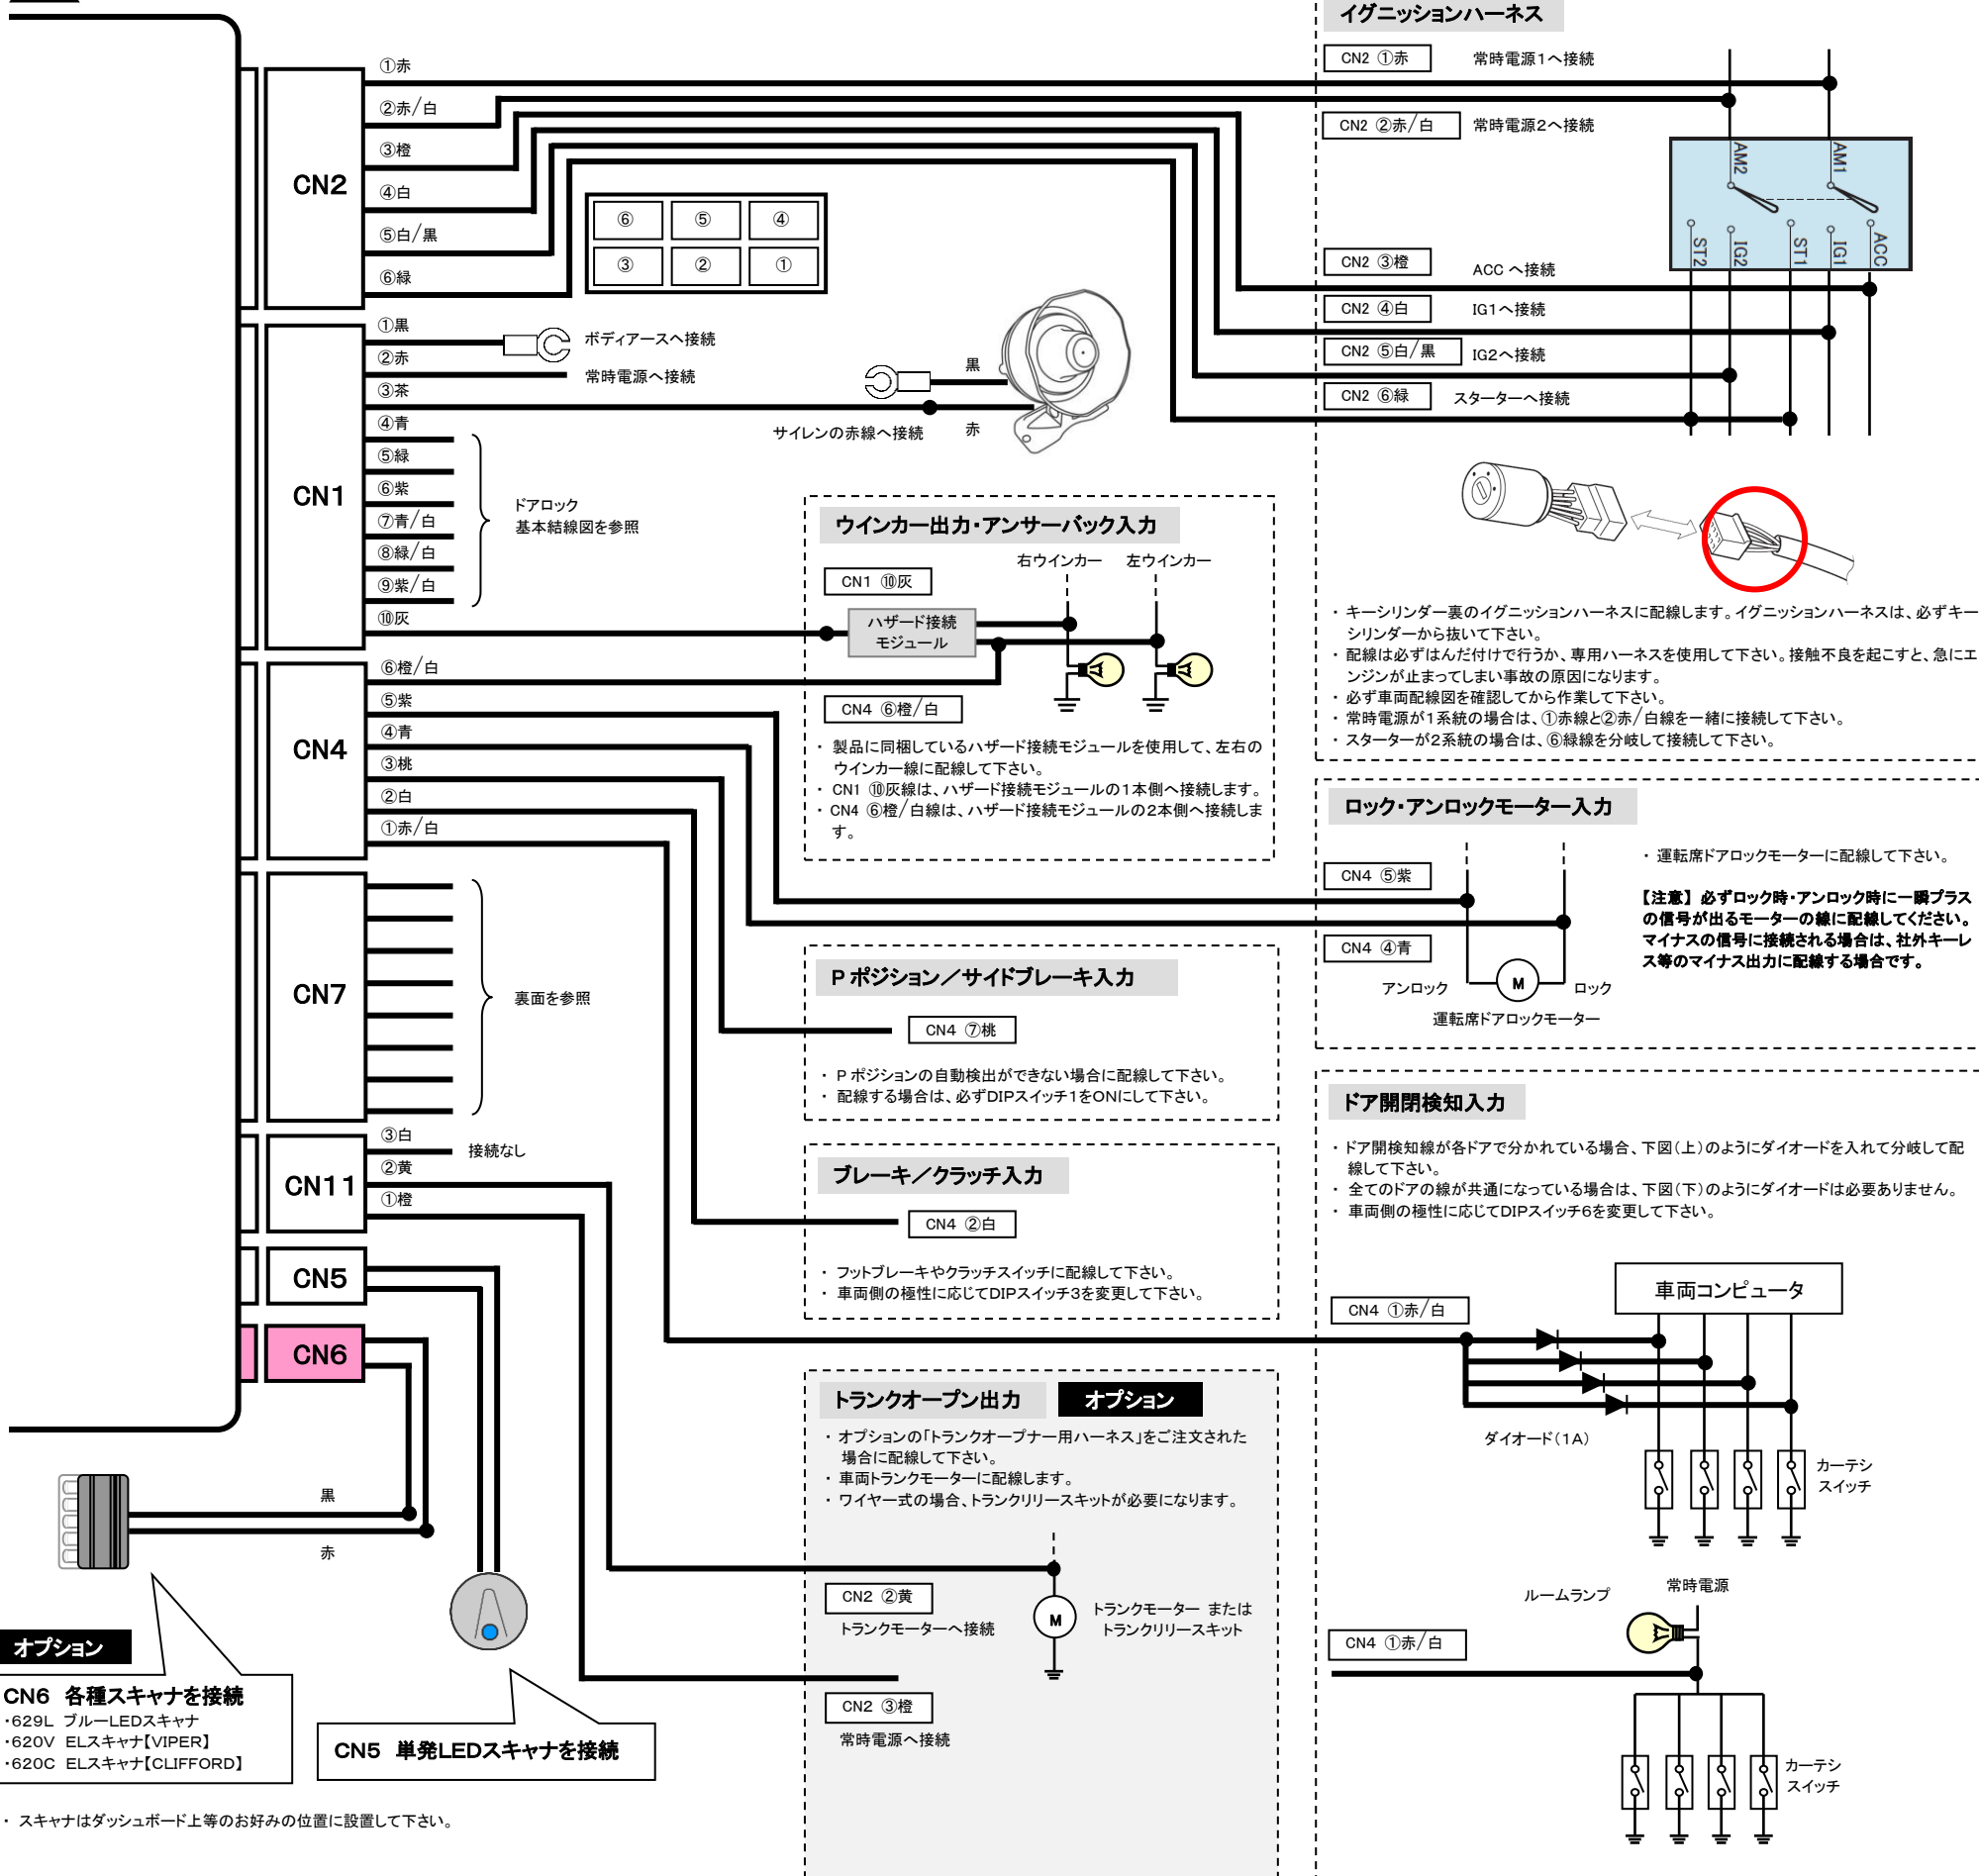 CN2
①赤
②赤/白
③橙
④白
⑤白/黒
⑥緑
⑥ ⑤ ④
③ ② ①
CN1
①黒
ボディアースへ接続
②赤
常時電源へ接続
③茶
サイレンの赤線へ接続
黒
赤
④青
⑤緑
⑥紫
⑦青/白
⑧緑/白
⑨紫/白
⑩灰
ドアロック
基本結線図を参照
CN4
⑥橙/白
⑤紫
④青
③桃
②白
①赤/白
CN7
裏面を参照
CN11
③白
接続なし
②黄
①橙
CN5
CN6
黒
赤
オプション
CN6 各種スキャナを接続
・629L ブルーLEDスキャナ
・620V ELスキャナ【VIPER】
・620C ELスキャナ【CLIFFORD】
CN5 単発LEDスキャナを接続
・ スキャナはダッシュボード上等のお好みの位置に設置して下さい。
ウインカー出力・アンサーバック入力
右ウインカー 左ウインカー
CN1 ⑩灰
ハザード接続
モジュール
CN4 ⑥橙/白
・ 製品に同梱しているハザード接続モジュールを使用して、左右の
ウインカー線に配線して下さい。
・ CN1 ⑩灰線は、ハザード接続モジュールの1本側へ接続します。
・ CN4 ⑥橙/白線は、ハザード接続モジュールの2本側へ接続しま
す。
P ポジション／サイドブレーキ入力
CN4 ⑦桃
・ P ポジションの自動検出ができない場合に配線して下さい。
・ 配線する場合は、必ずDIPスイッチ1をONにして下さい。
ブレーキ／クラッチ入力
CN4 ②白
・ フットブレーキやクラッチスイッチに配線して下さい。
・ 車両側の極性に応じてDIPスイッチ3を変更して下さい。
トランクオープン出力 オプション
・ オプションの「トランクオープナー用ハーネス」をご注文された
場合に配線して下さい。
・ 車両トランクモーターに配線します。
・ ワイヤー式の場合、トランクリリースキットが必要になります。
CN2 ②黄
トランクモーターへ接続
M
トランクモーター または
トランクリリースキット
CN2 ③橙
常時電源へ接続
イグニッションハーネス
CN2 ①赤 常時電源1へ接続
CN2 ②赤/白 常時電源2へ接続
AM2 AM1
ST2 IG2 ST1 IG1 ACC
CN2 ③橙 ACC へ接続
CN2 ④白 IG1へ接続
CN2 ⑤白/黒 IG2へ接続
CN2 ⑥緑 スターターへ接続
・ キーシリンダー裏のイグニッションハーネスに配線します。イグニッションハーネスは、必ずキー
シリンダーから抜いて下さい。
・ 配線は必ずはんだ付けで行うか、専用ハーネスを使用して下さい。接触不良を起こすと、急にエ
ンジンが止まってしまい事故の原因になります。
・ 必ず車両配線図を確認してから作業して下さい。
・ 常時電源が1系統の場合は、①赤線と②赤/白線を一緒に接続して下さい。
・ スターターが2系統の場合は、⑥緑線を分岐して接続して下さい。
ロック・アンロックモーター入力
CN4 ⑤紫
CN4 ④青
アンロック
M
ロック
運転席ドアロックモーター
・ 運転席ドアロックモーターに配線して下さい。
【注意】 必ずロック時・アンロック時に一瞬プラス
の信号が出るモーターの線に配線してください。
マイナスの信号に接続される場合は、社外キーレ
ス等のマイナス出力に配線する場合です。
ドア開閉検知入力
・ ドア開検知線が各ドアで分かれている場合、下図（上）のようにダイオードを入れて分岐して配
線して下さい。
・ 全てのドアの線が共通になっている場合は、下図（下）のようにダイオードは必要ありません。
・ 車両側の極性に応じてDIPスイッチ6を変更して下さい。
車両コンピュータ
CN4 ①赤/白
ダイオード（1A）
カーテシ
スイッチ
ルームランプ
常時電源
CN4 ①赤/白
カーテシ
スイッチ